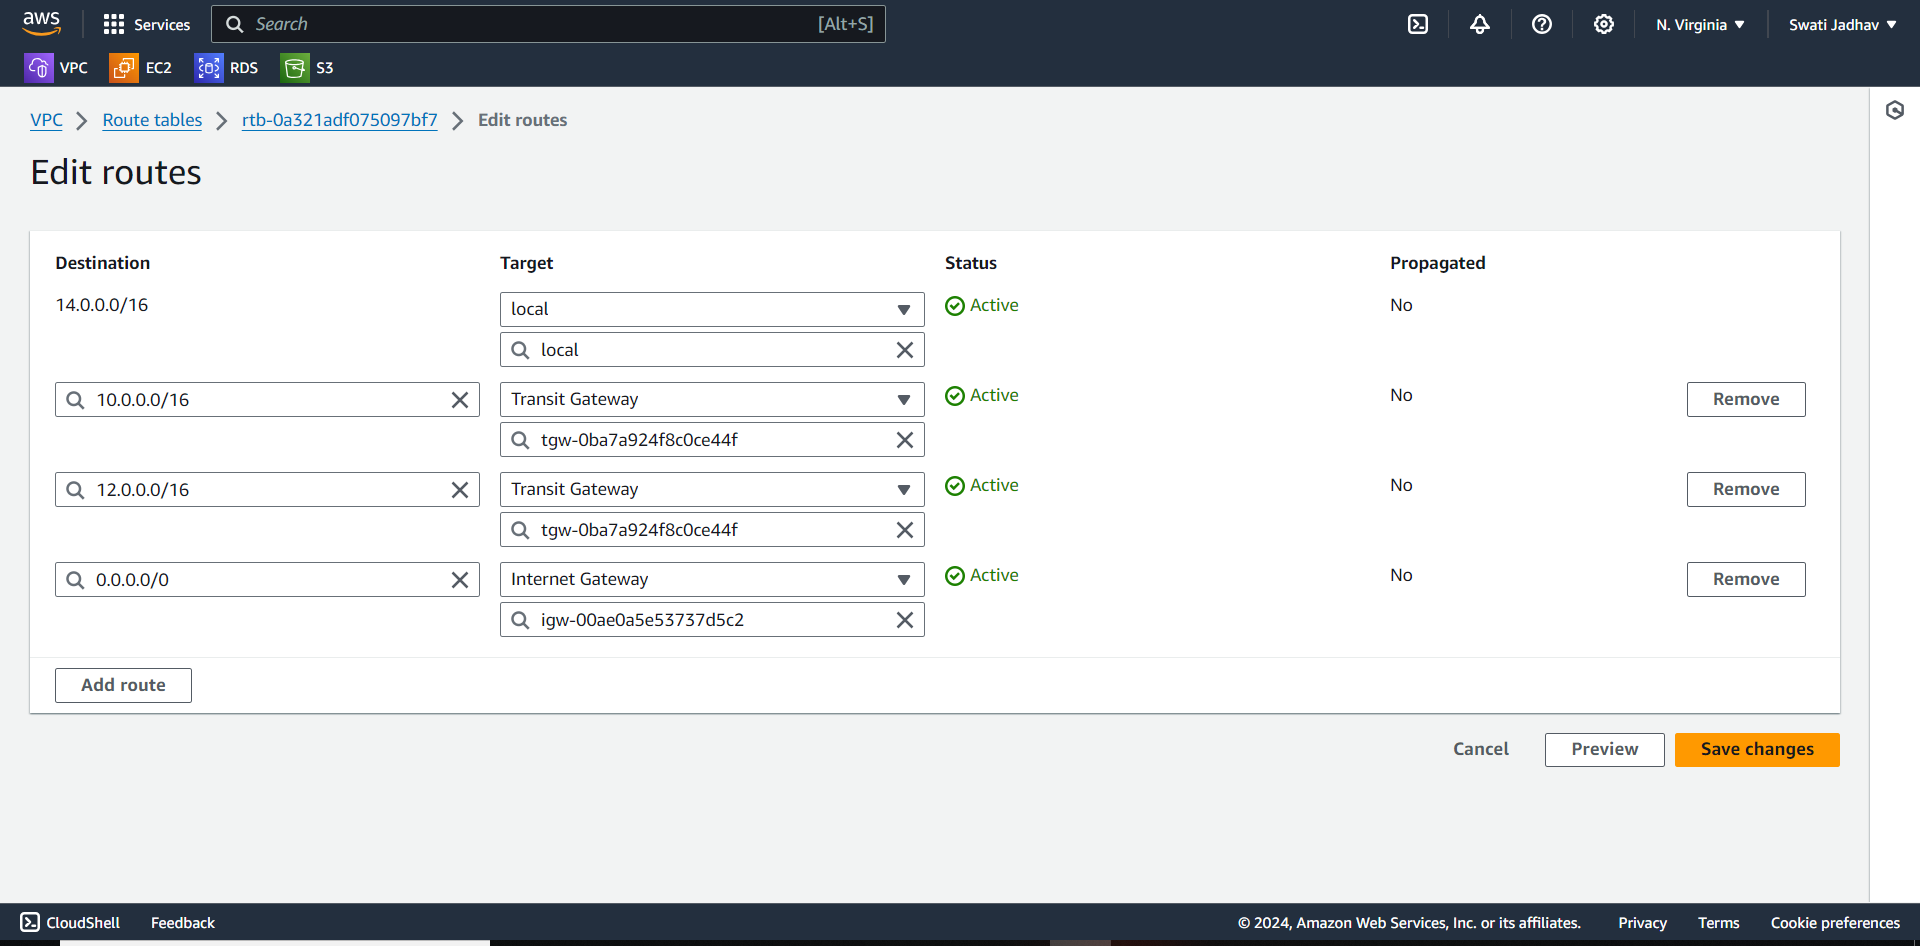 aws Services Search [Alt+S] N. Virginia Swati Jadhav
VPC EC2 RDS S3
VPC Route tables rtb-0a321adf075097bf7 Edit routes
Edit routes
Destination Target Status Propagated
14.0.0.0/16 local Active No
local
10.0.0.0/16 Transit Gateway Active No Remove
tgw-0ba7a924f8c0ce44f
12.0.0.0/16 Transit Gateway Active No Remove
tgw-0ba7a924f8c0ce44f
0.0.0.0/0 Internet Gateway Active No Remove
igw-00ae0a5e53737d5c2
Add route
Cancel Preview Save changes
CloudShell Feedback © 2024, Amazon Web Services, Inc. or its affiliates. Privacy Terms Cookie preferences